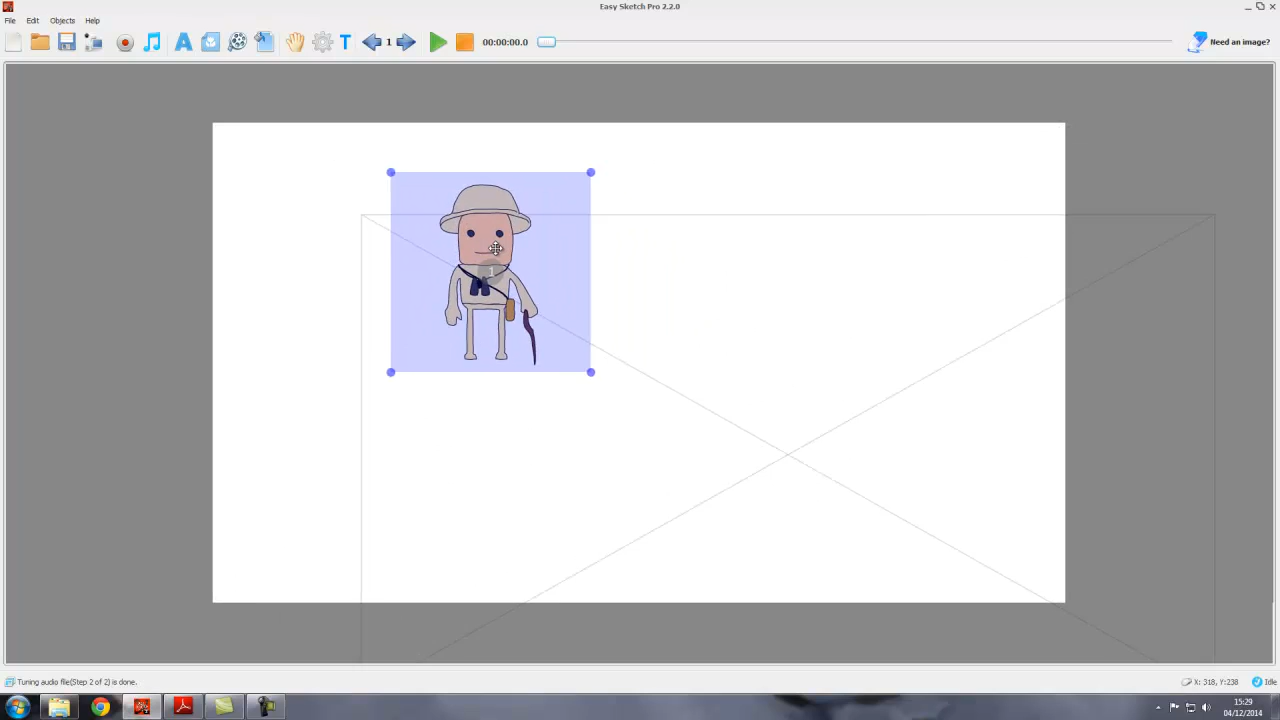 Easy Sketch Pro 2.2.0
File Edit Objects Help
A T 1 00:00:00.0 Need an image?
1
Tuning audio file(Step 2 of 2) is done. X: 318, Y:238 Idle
15:29
04/12/2014